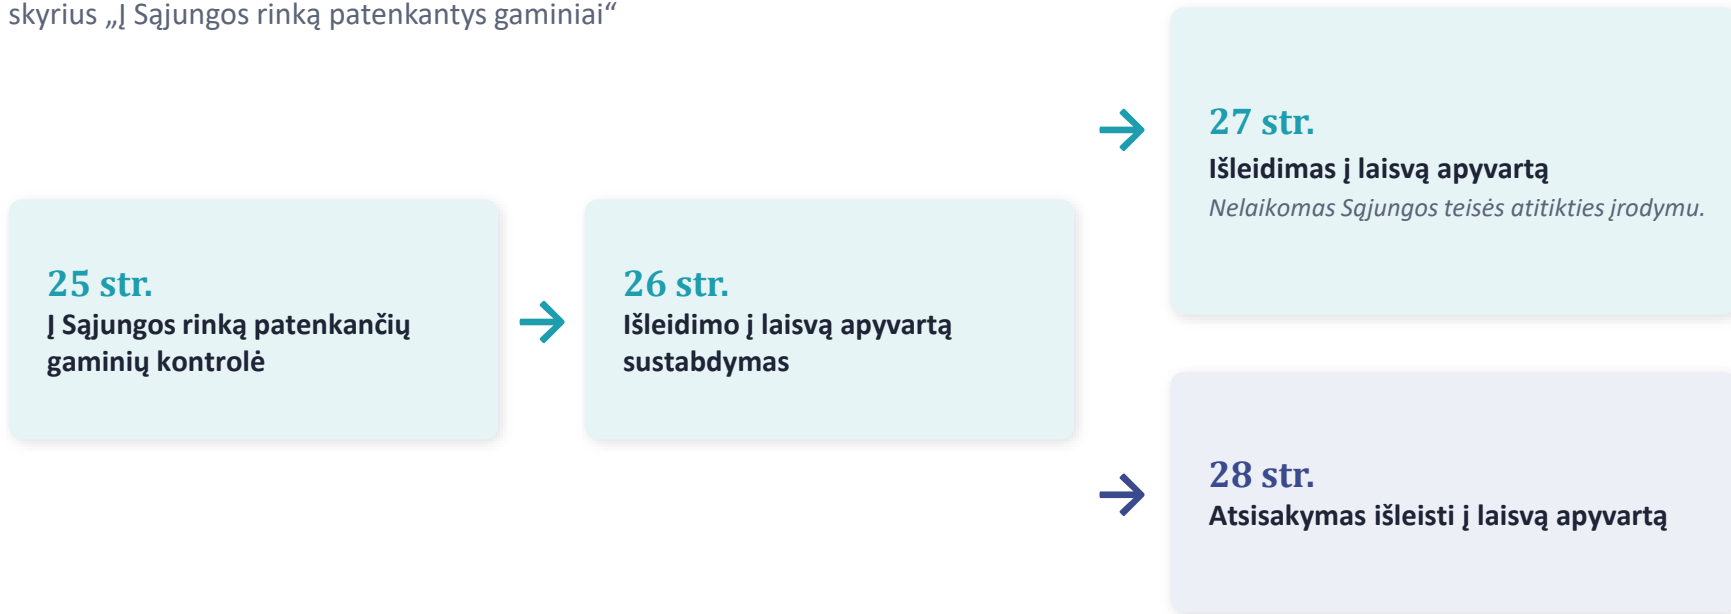 skyrius „Į Sąjungos rinką patenkantys gaminiai“
25 str.
Į Sąjungos rinką patenkančių
gaminių kontrolė
26 str.
Išleidimo į laisvą apyvartą
sustabdymas
27 str.
Išleidimas į laisvą apyvartą
Nelaikomas Sąjungos teisės atitikties įrodymu.
28 str.
Atsisakymas išleisti į laisvą apyvartą